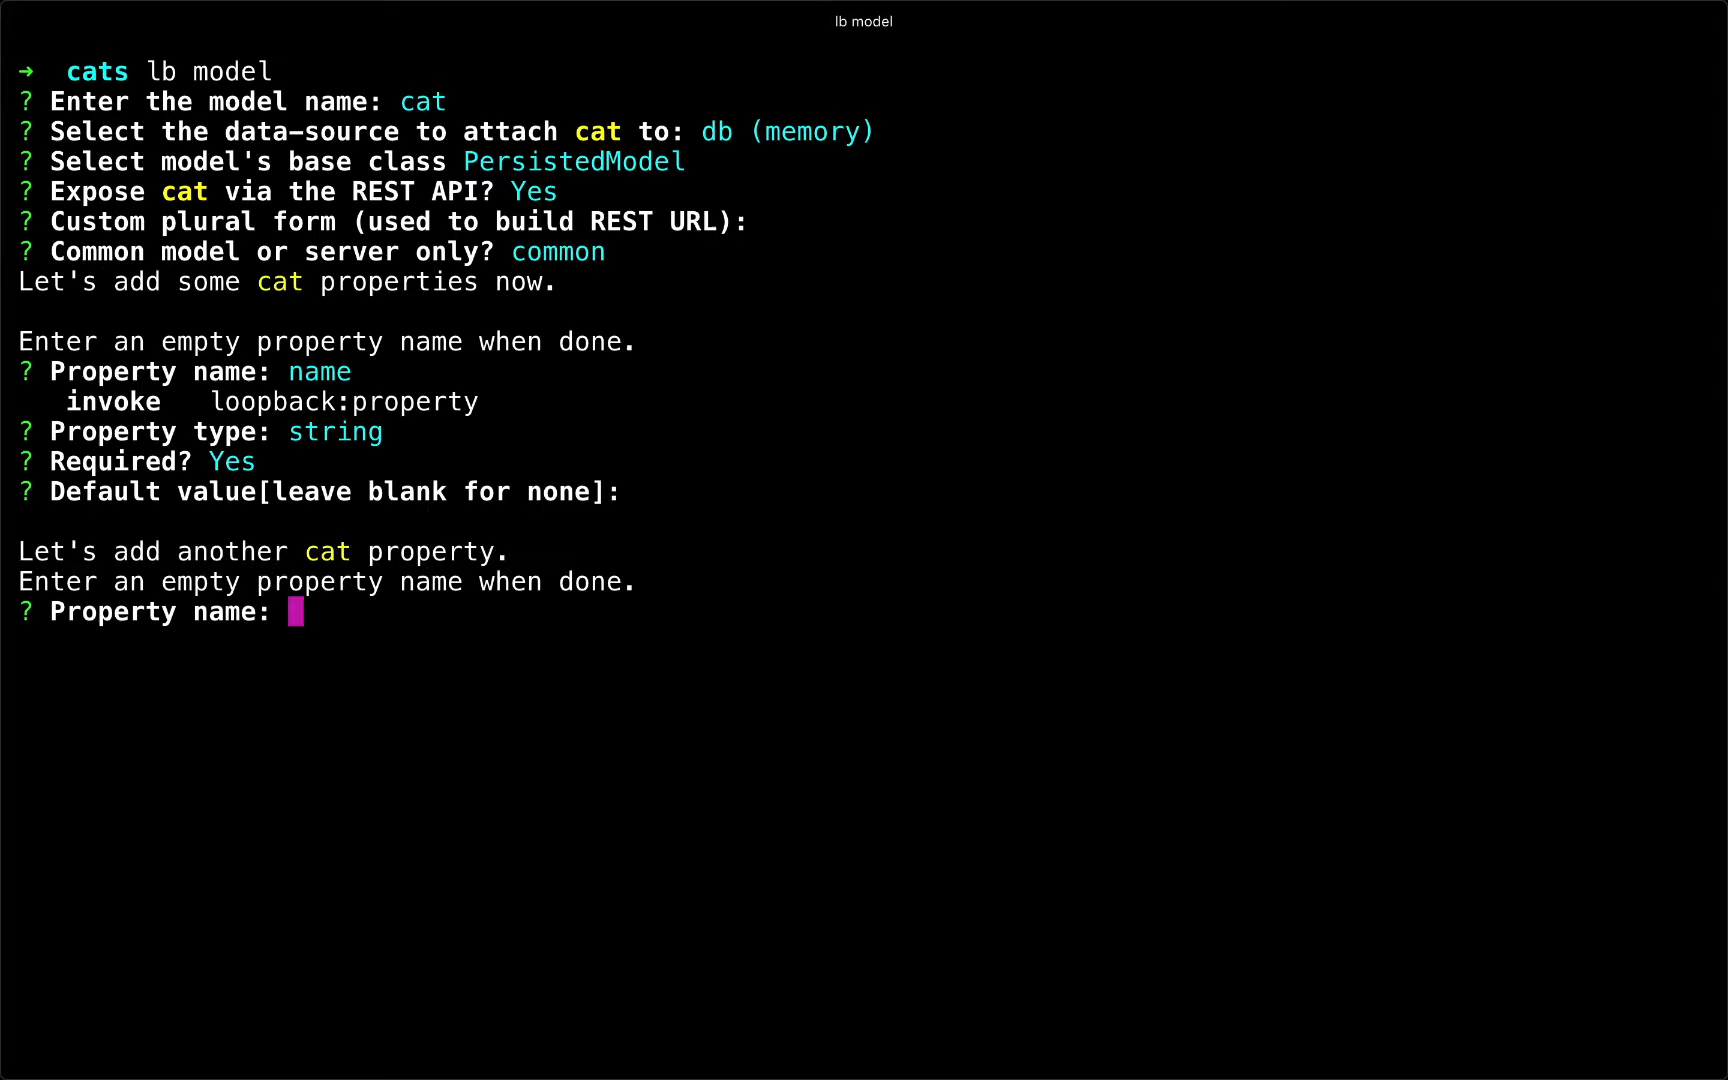 lb model
→ cats lb model
? Enter the model name: cat
? Select the data-source to attach cat to: db (memory)
? Select model's base class PersistedModel
? Expose cat via the REST API? Yes
? Custom plural form (used to build REST URL):
? Common model or server only? common
Let's add some cat properties now.
Enter an empty property name when done.
? Property name: name
invoke loopback:property
? Property type: string
? Required? Yes
? Default value[leave blank for none]:
Let's add another cat property.
Enter an empty property name when done.
? Property name: